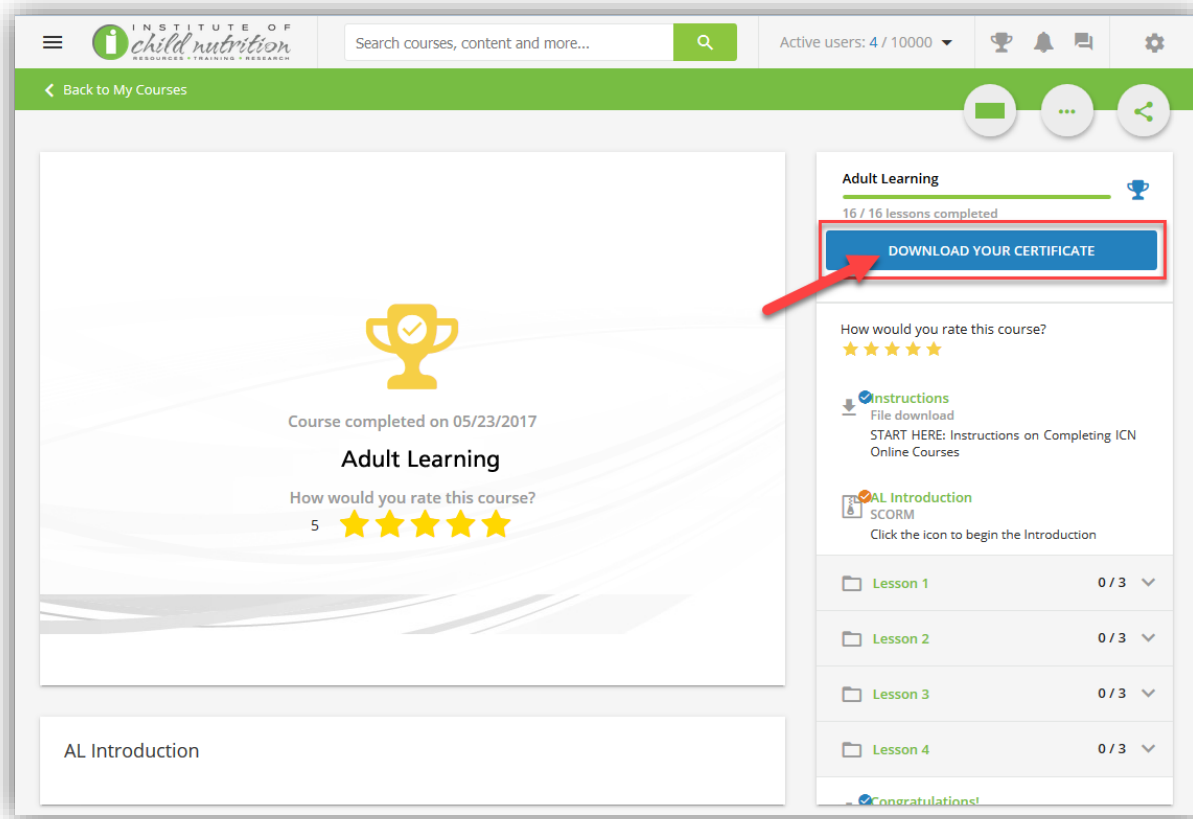 INSTITUTE OF
child nutrition
RESOURCES • TRAINING • RESEARCH
Search courses, content and more...
Active users: 4 / 10000
Back to My Courses
Adult Learning
16 / 16 lessons completed
DOWNLOAD YOUR CERTIFICATE
Course completed on 05/23/2017
Adult Learning
How would you rate this course?
5
How would you rate this course?
Instructions
File download
START HERE: Instructions on Completing ICN
Online Courses
AL Introduction
SCORM
Click the icon to begin the Introduction
Lesson 1 0 / 3
Lesson 2 0 / 3
Lesson 3 0 / 3
Lesson 4 0 / 3
Congratulations!
AL Introduction